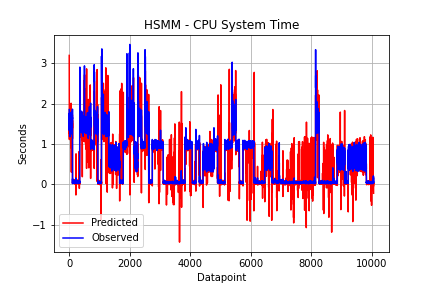 HSMM - CPU System Time
Seconds
3
2
1
0
−1
Predicted
Observed
0
2000
4000
6000
8000
10000
Datapoint